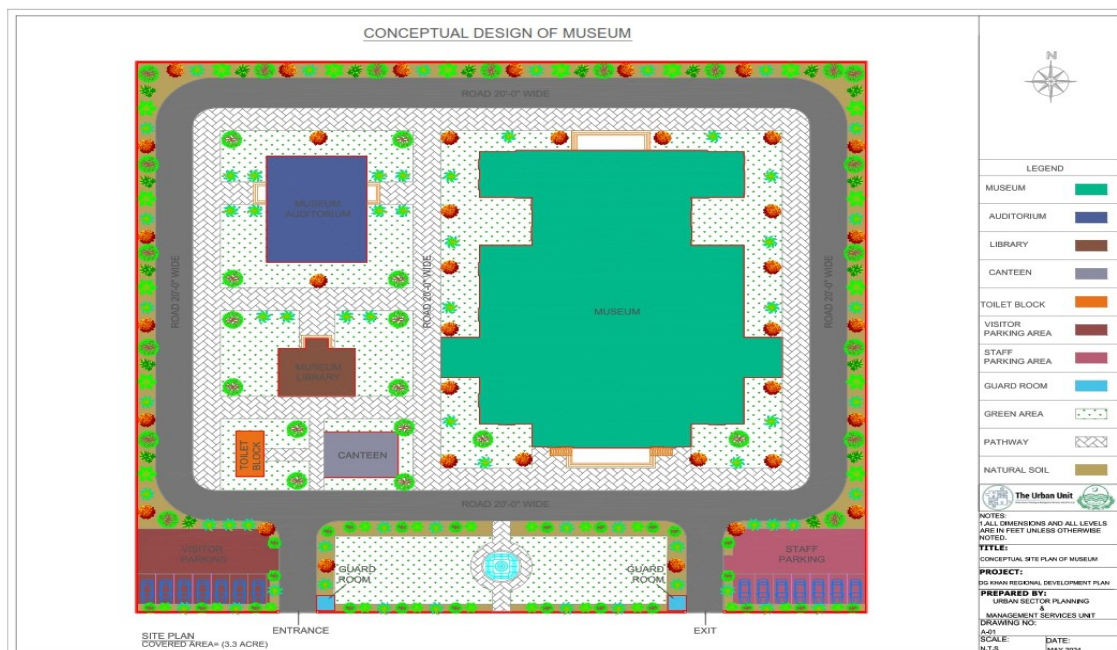 CONCEPTUAL DESIGN OF MUSEUM
N
ROAD 20'-0" WIDE
ROAD 20'-0" WIDE
ROAD 20'-0" WIDE
ROAD 20'-0" WIDE
MUSEUM
AUDITORIUM
MUSEUM
MUSEUM
LIBRARY
TOILET
BLOCK
CANTEEN
ROAD 20'-0" WIDE
VISITOR
PARKING
GUARD
ROOM
GUARD
ROOM
STAFF
PARKING
ENTRANCE
EXIT
SITE PLAN
COVERED AREA= (3.3 ACRE)
LEGEND
MUSEUM
AUDITORIUM
LIBRARY
CANTEEN
TOILET BLOCK
VISITOR
PARKING AREA
STAFF
PARKING AREA
GUARD ROOM
GREEN AREA
PATHWAY
NATURAL SOIL
The Urban Unit
NOTES:
1.ALL DIMENSIONS AND ALL LEVELS
ARE IN FEET UNLESS OTHERWISE
NOTED.
TITLE:
CONCEPTUAL SITE PLAN OF MUSEUM
PROJECT:
DG KHAN REGIONAL DEVELOPMENT PLAN
PREPARED BY:
URBAN SECTOR PLANNING
&
MANAGEMENT SERVICES UNIT
DRAWING NO:
A-01
SCALE:
N.T.S
DATE:
MAY 2021